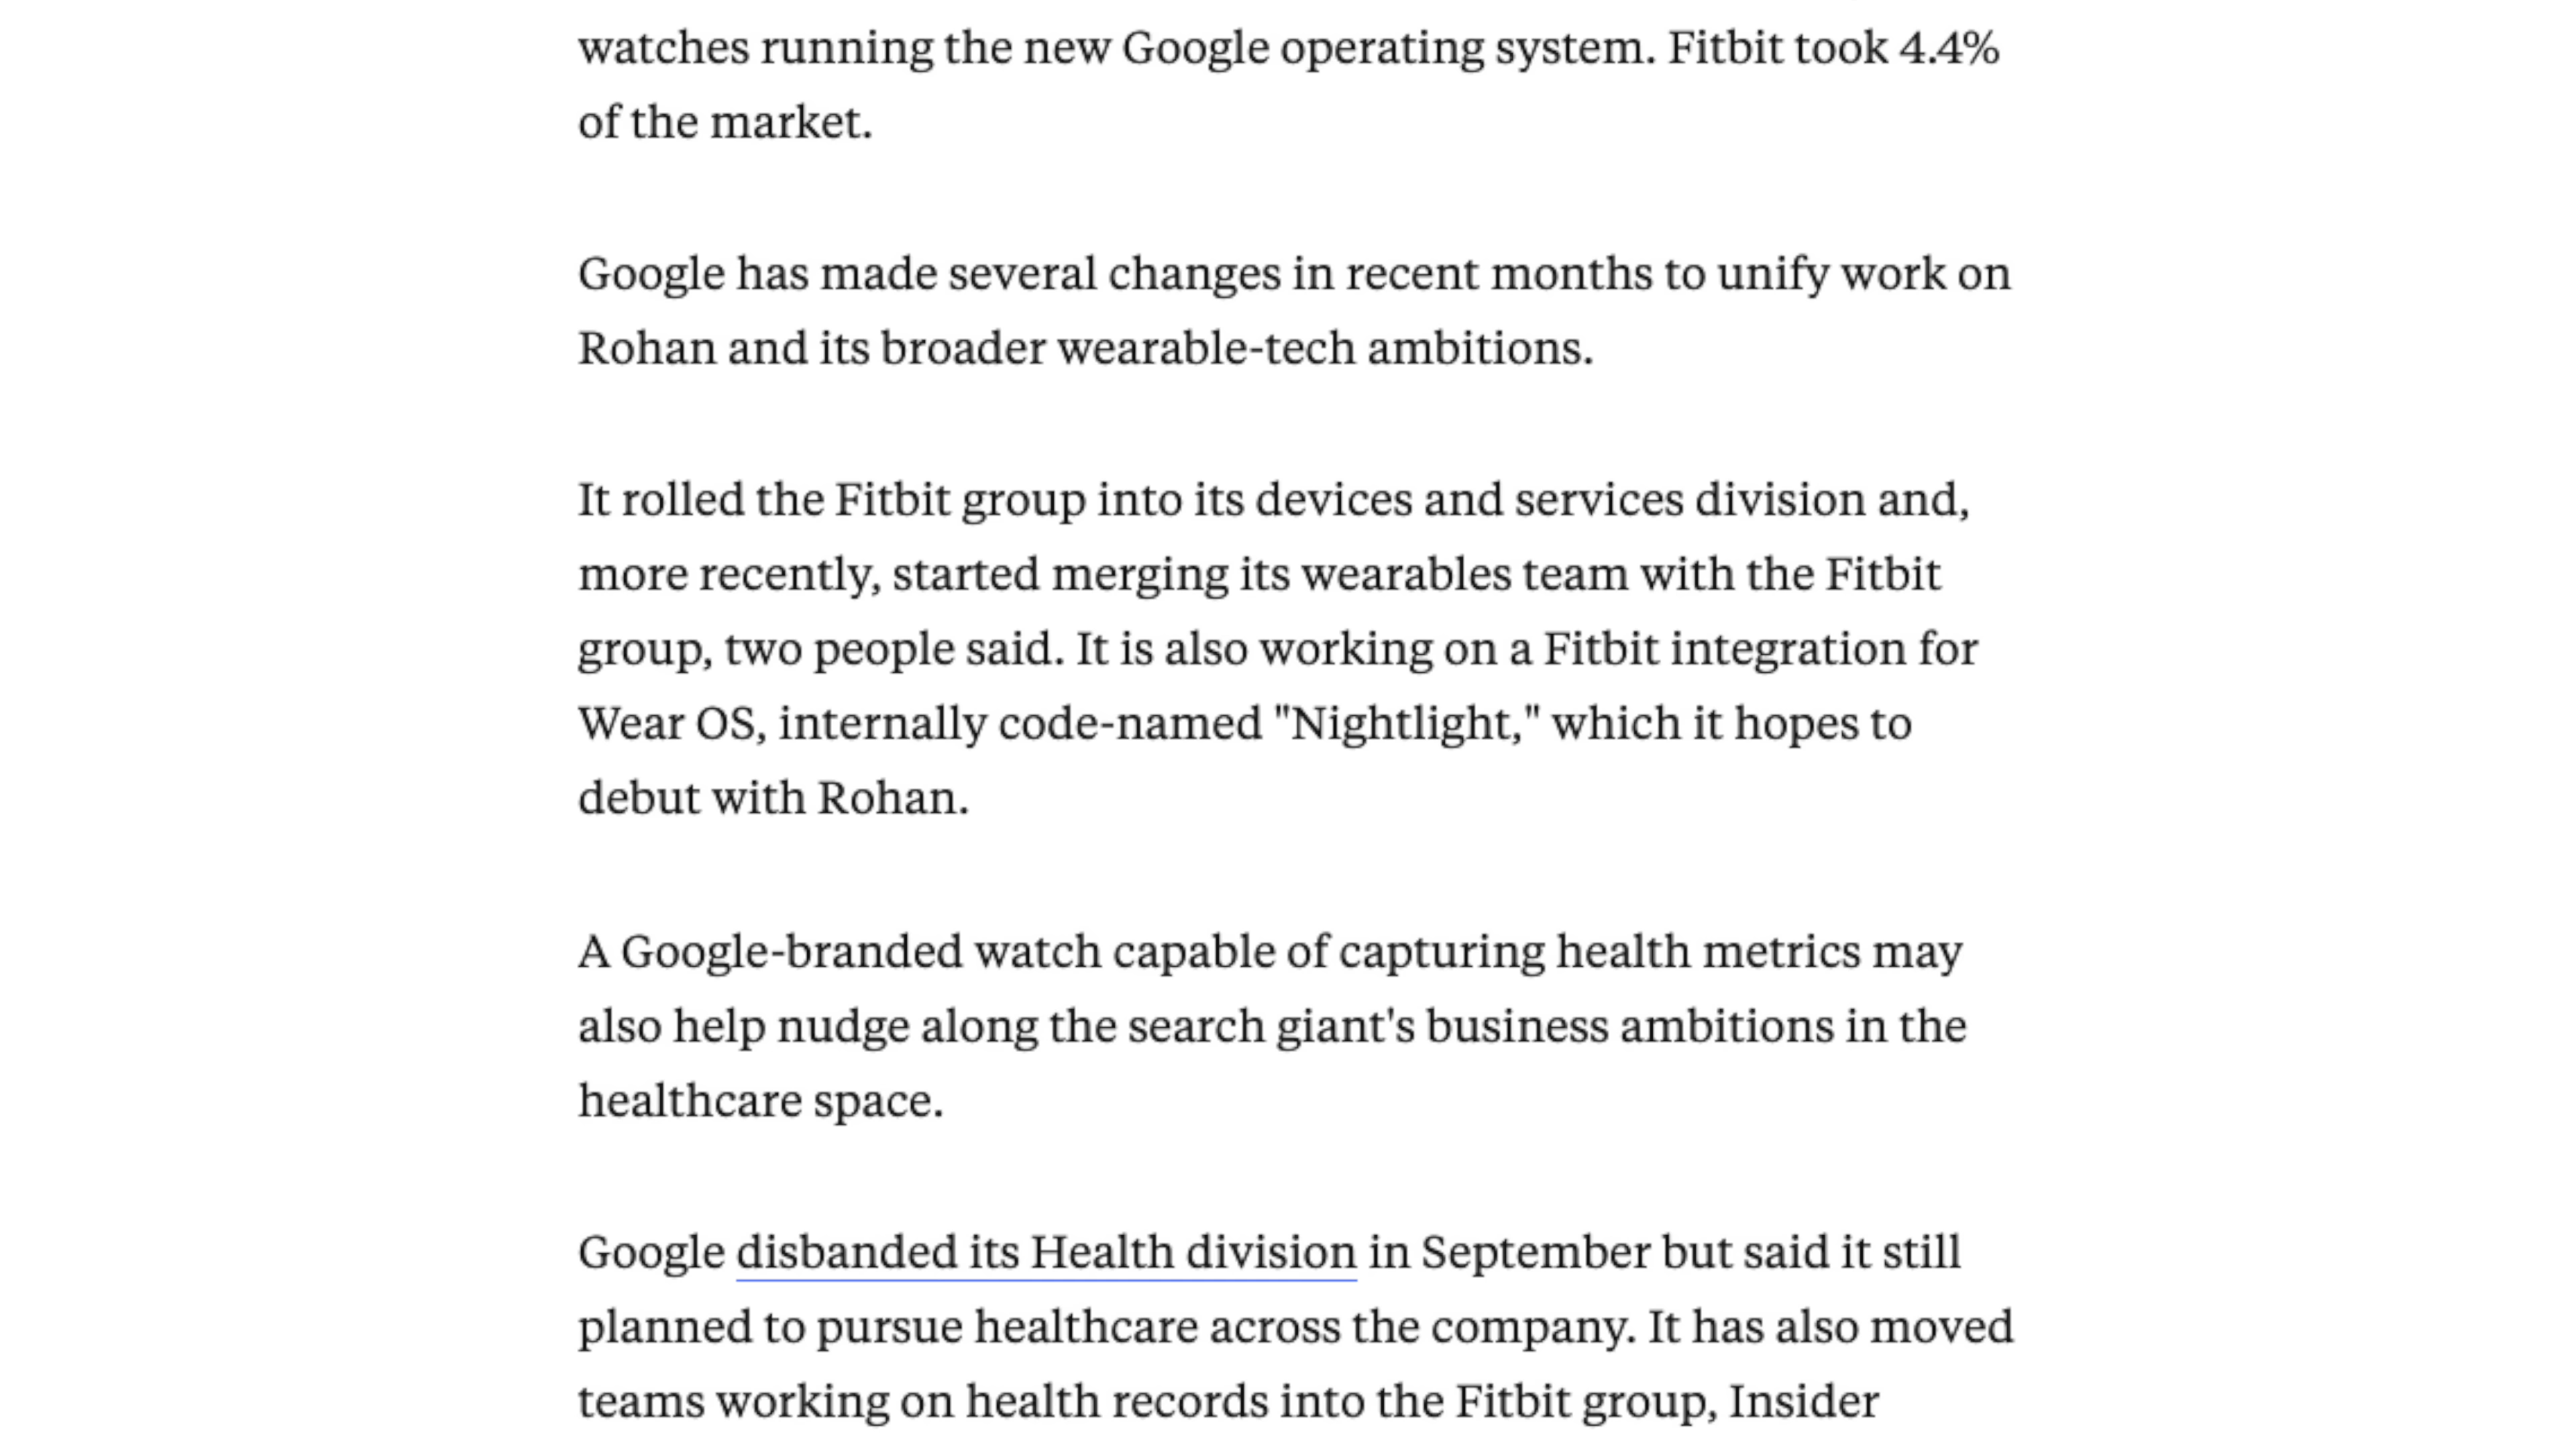 watches running the new Google operating system. Fitbit took 4.4%
of the market.
Google has made several changes in recent months to unify work on
Rohan and its broader wearable-tech ambitions.
It rolled the Fitbit group into its devices and services division and,
more recently, started merging its wearables team with the Fitbit
group, two people said. It is also working on a Fitbit integration for
Wear OS, internally code-named "Nightlight," which it hopes to
debut with Rohan.
A Google-branded watch capable of capturing health metrics may
also help nudge along the search giant's business ambitions in the
healthcare space.
Google disbanded its Health division in September but said it still
planned to pursue healthcare across the company. It has also moved
teams working on health records into the Fitbit group, Insider